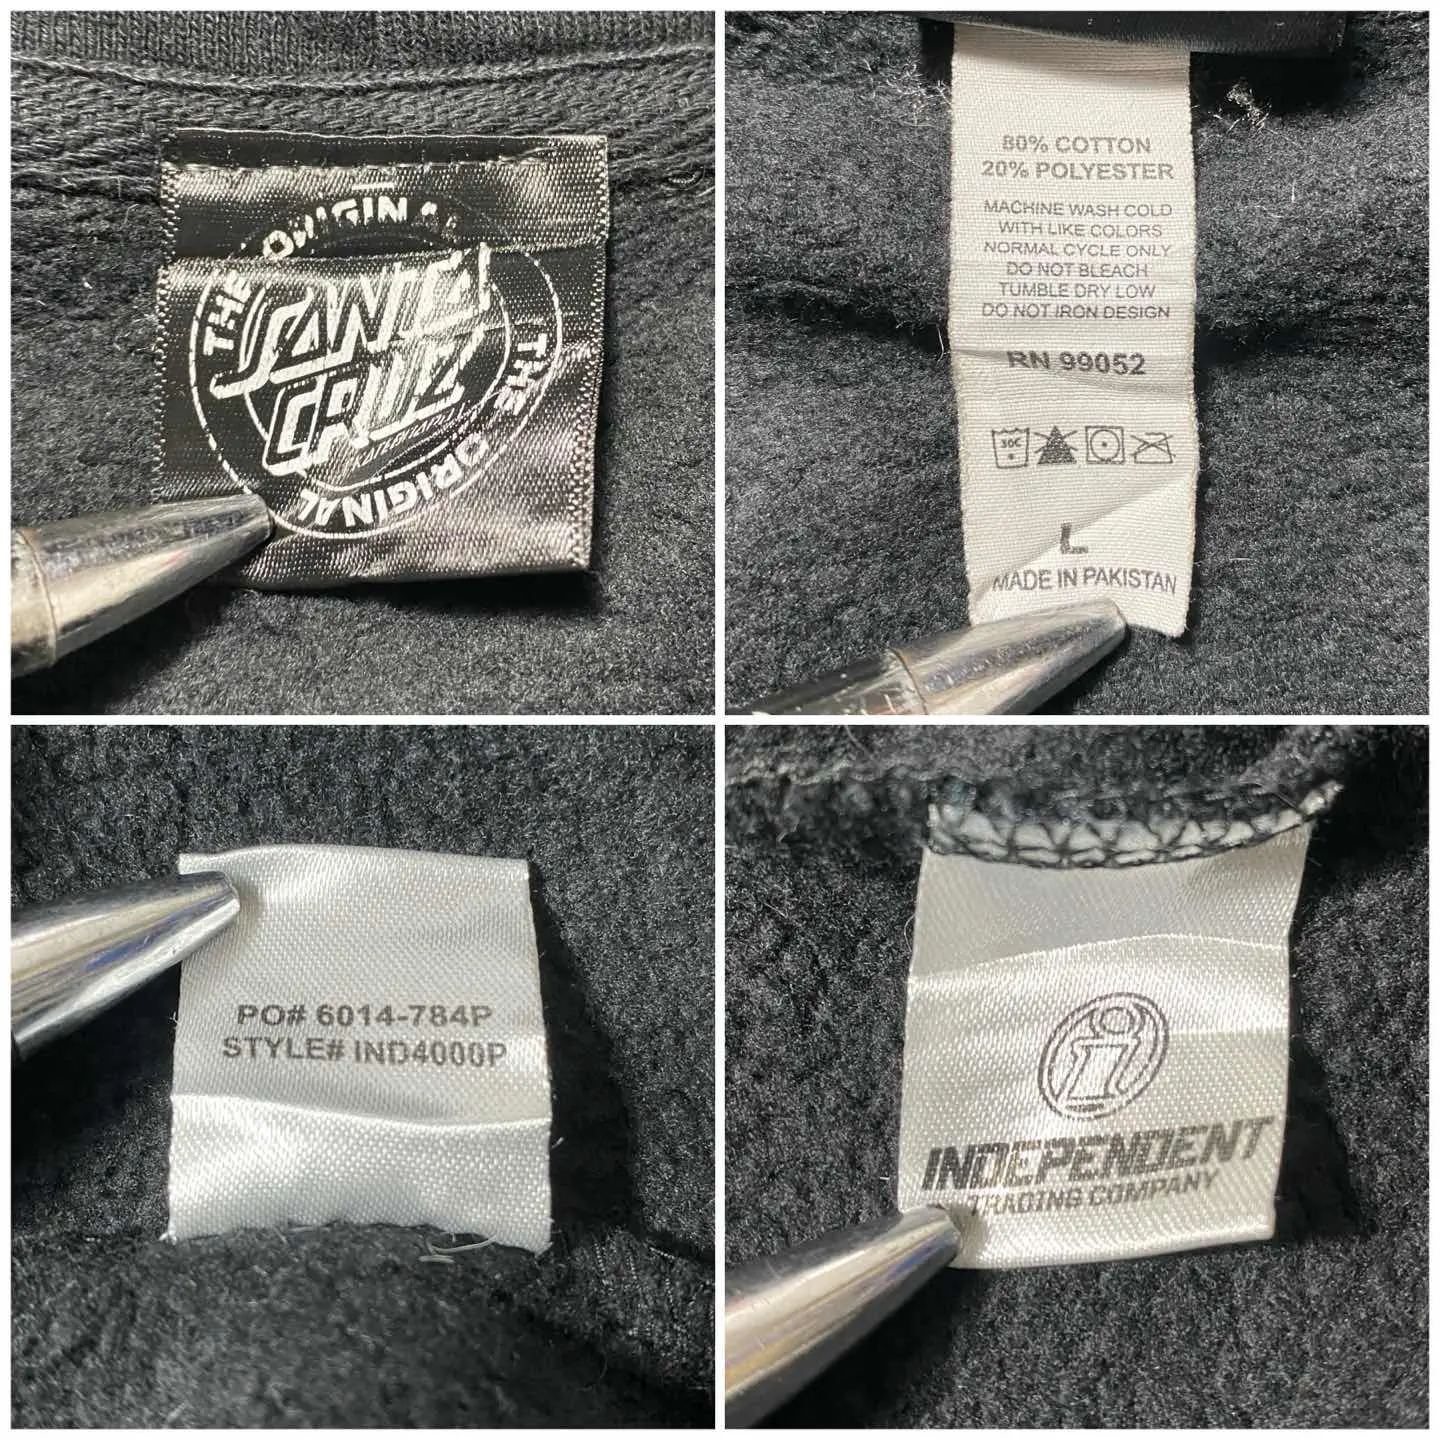 THE ORIGINAL
SANTA
CRUZ
THE ORIGINAL
80% COTTON
20% POLYESTER
MACHINE WASH COLD
WITH LIKE COLORS
NORMAL CYCLE ONLY
DO NOT BLEACH
TUMBLE DRY LOW
DO NOT IRON DESIGN
RN 99052
30C
L
MADE IN PAKISTAN
PO# 6014-784P
STYLE# IND4000P
i
INDEPENDENT
TRADING COMPANY